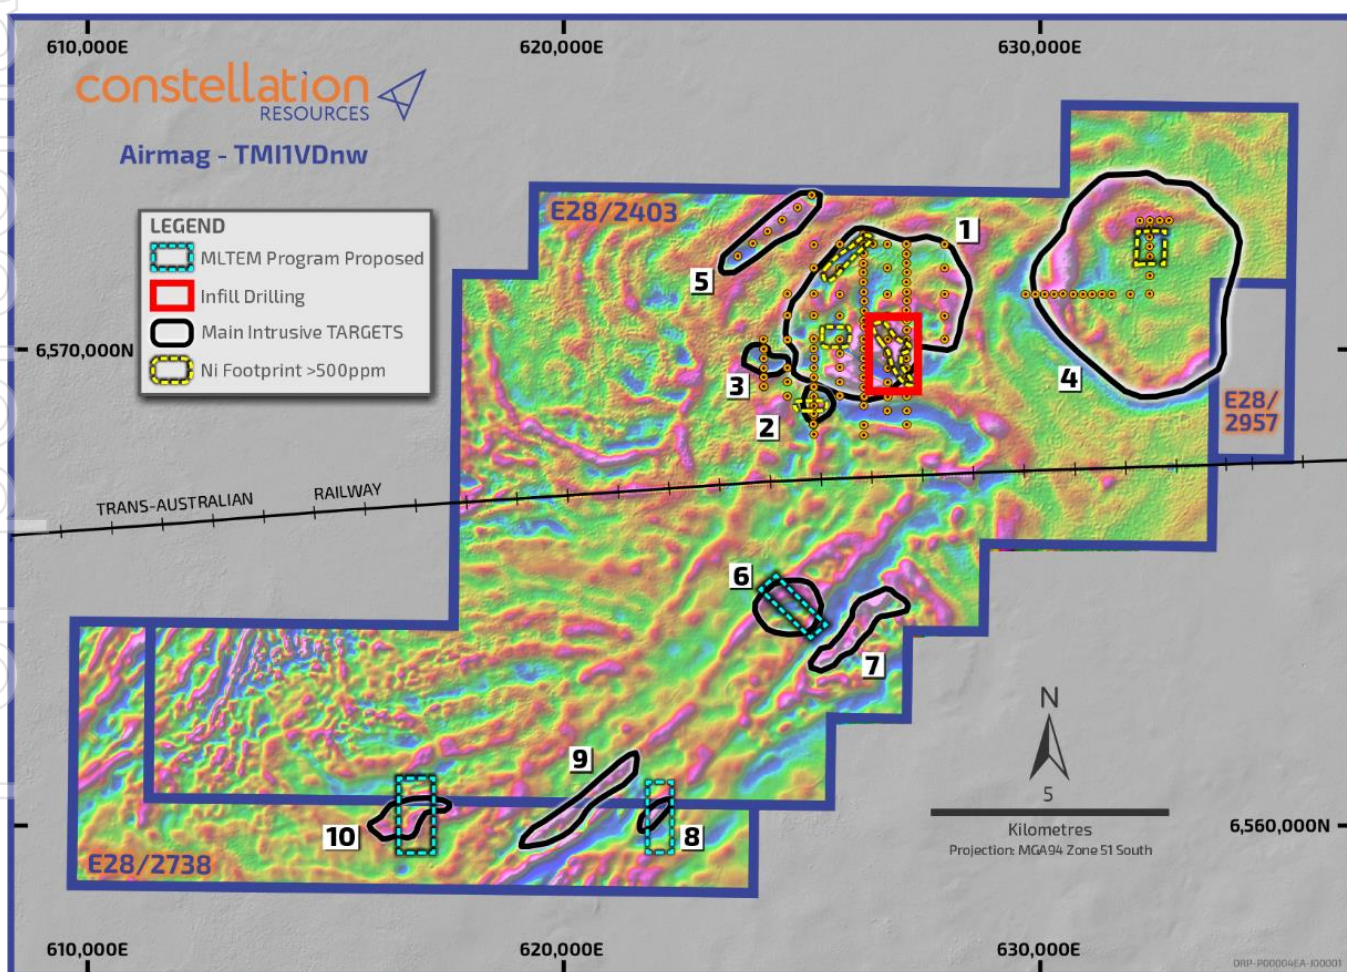 610,000E
620,000E
630,000E
constellation
RESOURCES
Airmag - TMI1VDnw
LEGEND
MLTEM Program Proposed
Infill Drilling
Main Intrusive TARGETS
Ni Footprint >500ppm
E28/2403
1
5
6,570,000N
3
4
2
E28/
2957
TRANS-AUSTRALIAN RAILWAY
6
7
N
9
5
10
8
Kilometres
6,560,000N
Projection: MGA94 Zone 51 South
E28/2738
610,000E
620,000E
630,000E
DRP-P00004EA-J00001